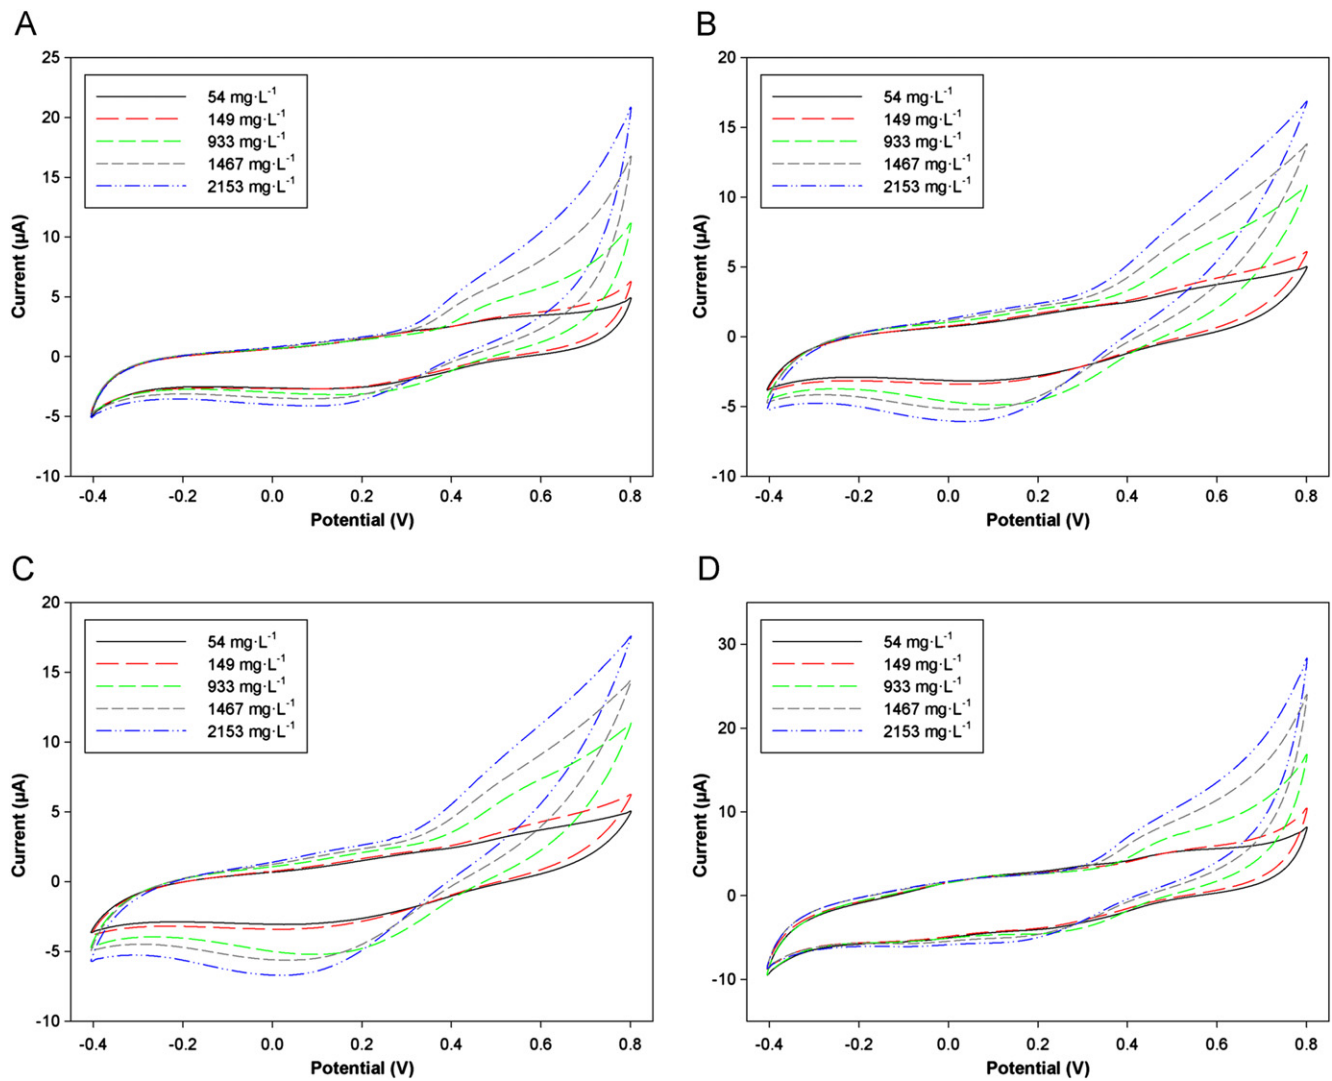 A
25
20
15
10
5
0
-5
-10
Current (µA)
54 mg·L-1
149 mg·L-1
933 mg·L-1
1467 mg·L-1
2153 mg·L-1
-0.4 -0.2 0.0 0.2 0.4 0.6 0.8
Potential (V)
B
20
15
10
5
0
-5
-10
Current (µA)
54 mg·L-1
149 mg·L-1
933 mg·L-1
1467 mg·L-1
2153 mg·L-1
-0.4 -0.2 0.0 0.2 0.4 0.6 0.8
Potential (V)
C
20
15
10
5
0
-5
-10
Current (µA)
54 mg·L-1
149 mg·L-1
933 mg·L-1
1467 mg·L-1
2153 mg·L-1
-0.4 -0.2 0.0 0.2 0.4 0.6 0.8
Potential (V)
D
30
20
10
0
-10
Current (µA)
54 mg·L-1
149 mg·L-1
933 mg·L-1
1467 mg·L-1
2153 mg·L-1
-0.4 -0.2 0.0 0.2 0.4 0.6 0.8
Potential (V)